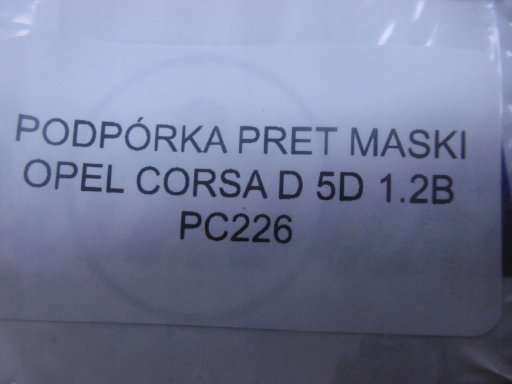 PODPÓRKA PRET MASKI
OPEL CORSA D 5D 1.2B
PC226